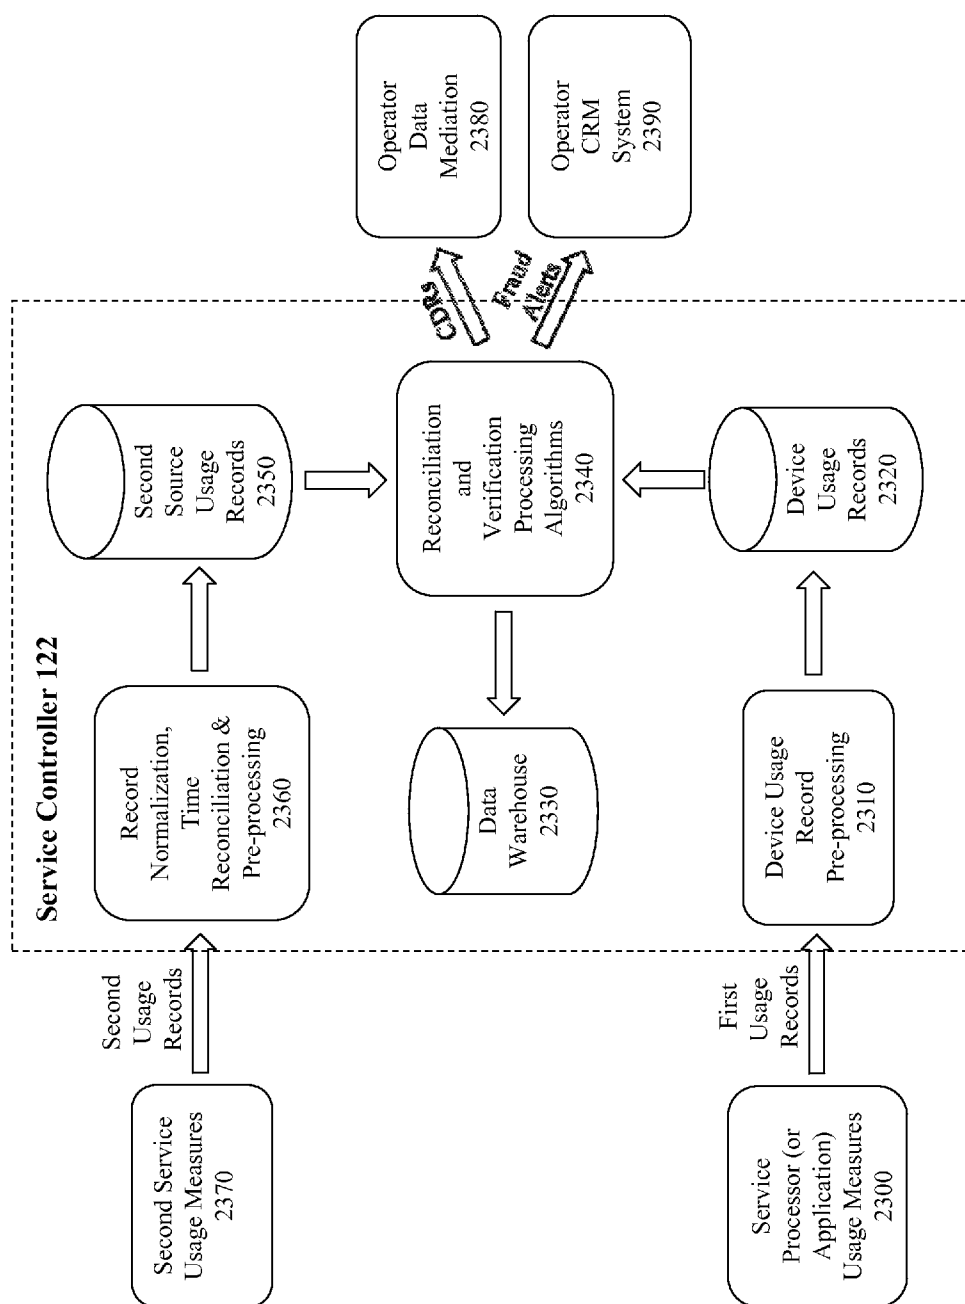 Service Controller 122
Second Service
Usage Measures
2370
Second
Usage
Records
Record
Normalization,
Time
Reconciliation &
Pre-processing
2360
Second
Source
Usage
Records
2350
Data
Warehouse
2330
Reconciliation
and
Verification
Processing
Algorithms
2340
CDRs
Fraud
Alerts
Operator
Data
Mediation
2380
Operator
CRM
System
2390
Service
Processor (or
Application)
Usage Measures
2300
First
Usage
Records
Device Usage
Record
Pre-processing
2310
Device
Usage
Records
2320